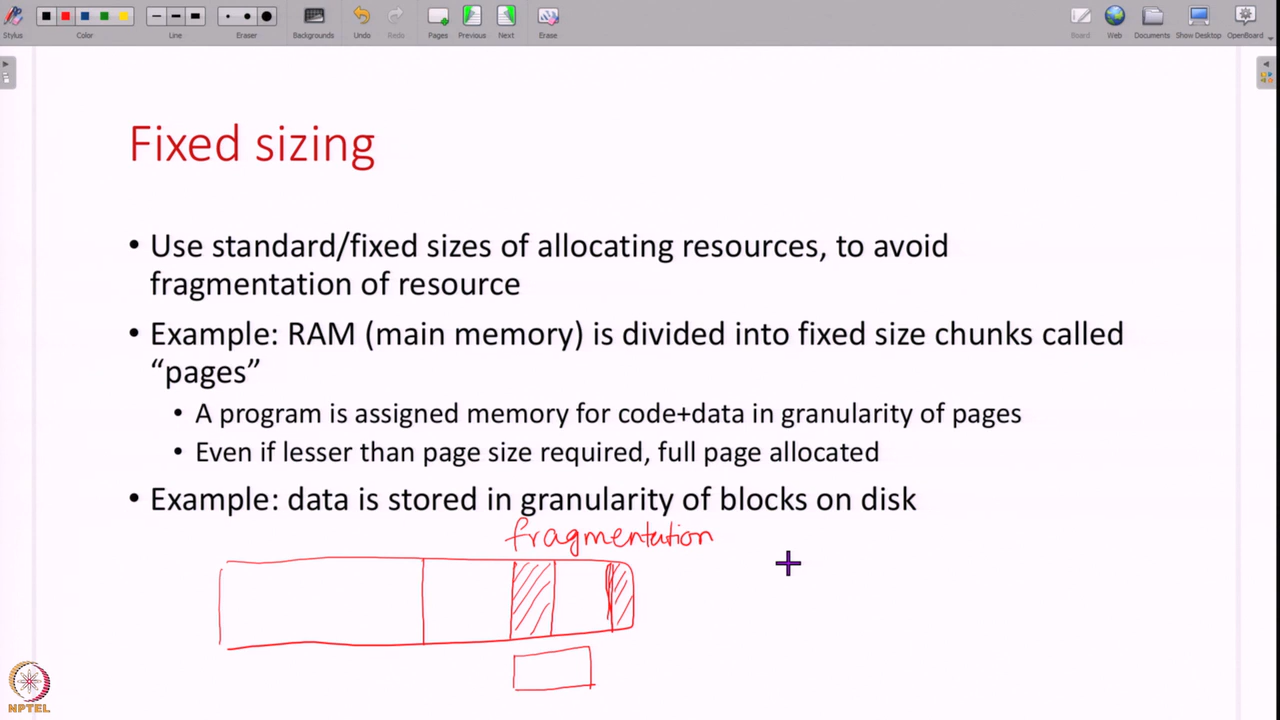 Stylus
Color
Line
Eraser
Backgrounds
Undo
Redo
Pages
Previous
Next
Erase
Board
Web
Documents
Show Desktop
OpenBoard
Fixed sizing
• Use standard/fixed sizes of allocating resources, to avoid
fragmentation of resource
• Example: RAM (main memory) is divided into fixed size chunks called
“pages”
• A program is assigned memory for code+data in granularity of pages
• Even if lesser than page size required, full page allocated
• Example: data is stored in granularity of blocks on disk
fragmentation
NPTEL